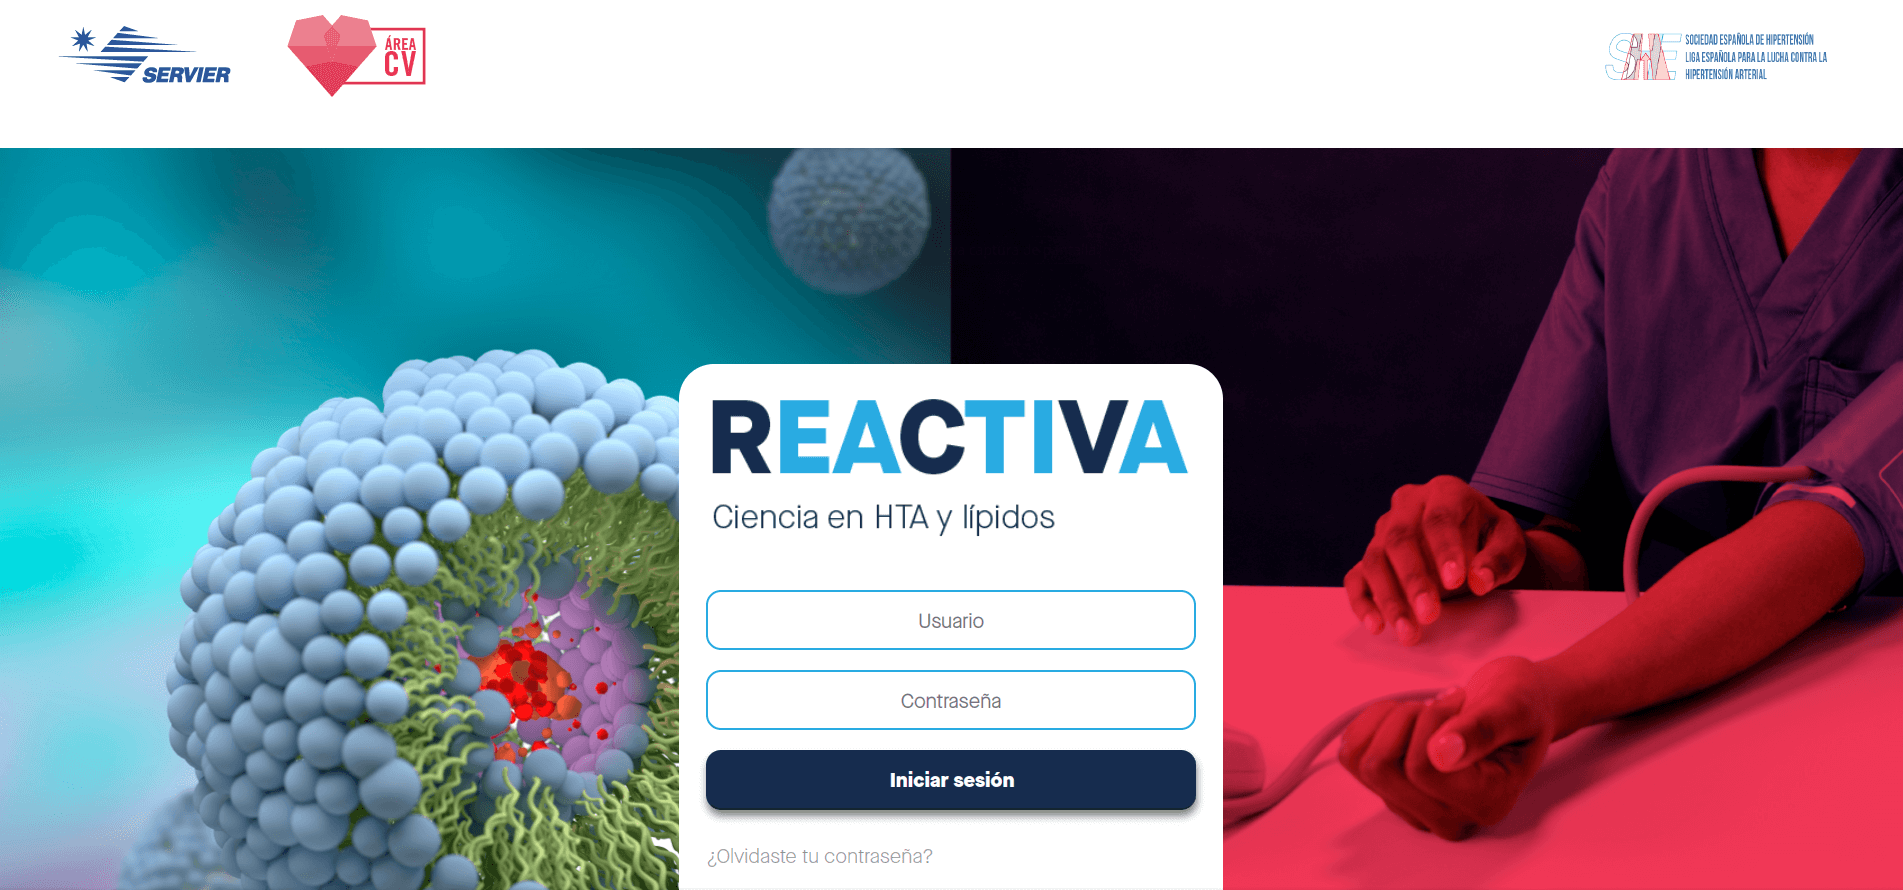 SERVIER
ÁREA
CV
SHE
SOCIEDAD ESPAÑOLA DE HIPERTENSIÓN
LIGA ESPAÑOLA PARA LA LUCHA CONTRA LA
HIPERTENSIÓN ARTERIAL
REACTIVA
Ciencia en HTA y lípidos
Usuario
Contraseña
Iniciar sesión
¿Olvidaste tu contraseña?